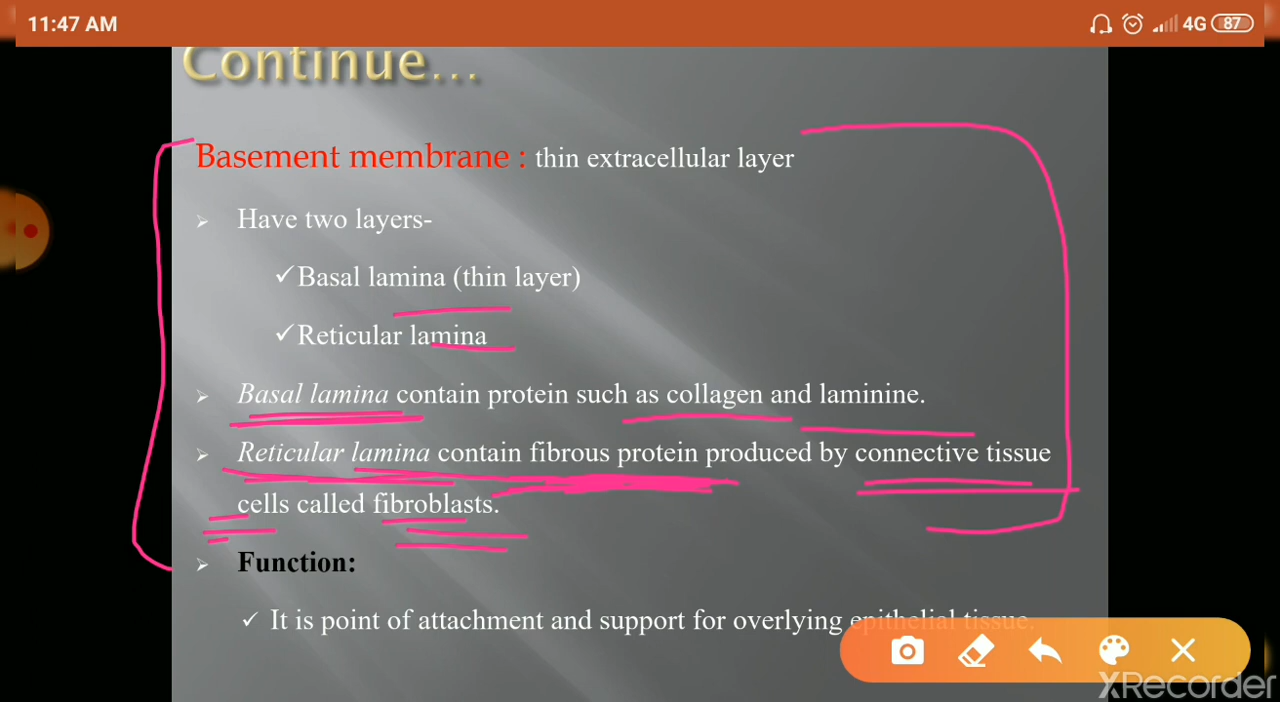 11:47 AM
4G 87
Continue...
Basement membrane : thin extracellular layer
Have two layers-
Basal lamina (thin layer)
Reticular lamina
Basal lamina contain protein such as collagen and laminine.
Reticular lamina contain fibrous protein produced by connective tissue
cells called fibroblasts.
Function:
It is point of attachment and support for overlying epithelial tissue.
XRecorder